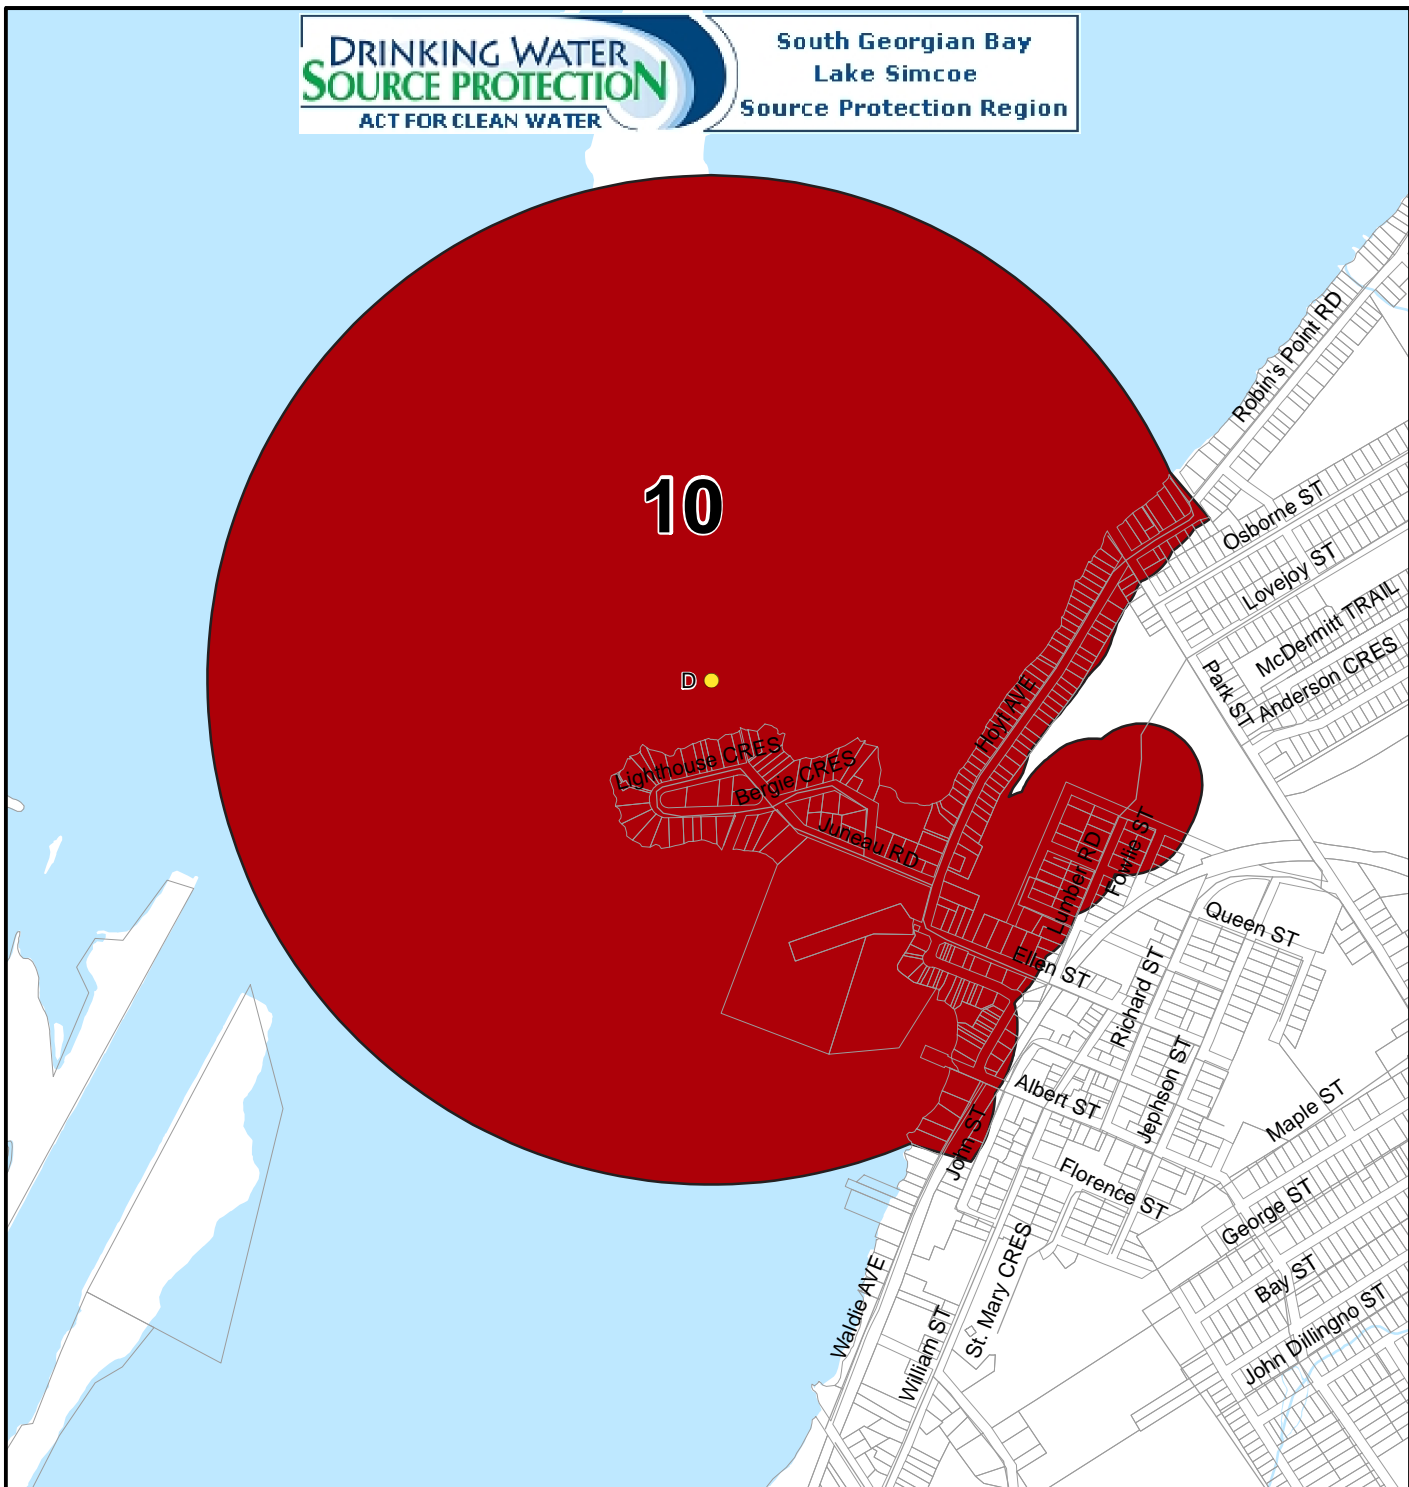 DRINKING WATER
SOURCE PROTECTION
ACT FOR CLEAN WATER
South Georgian Bay
Lake Simcoe
Source Protection Region
Robin's Point RD
10
Osborne ST
Lovejoy ST
McDermitt TRAIL
Anderson CRES
Park ST
D
Hoyt AVE
Lighthouse CRES
Bergie CRES
Juneau RD
Lumber RD
Fowlie ST
Queen ST
Ellen ST
Richard ST
Albert ST
Jephson ST
Maple ST
John ST
Florence ST
George ST
Bay ST
John Dillingno ST
Waldie AVE
William ST
St. Mary CRES